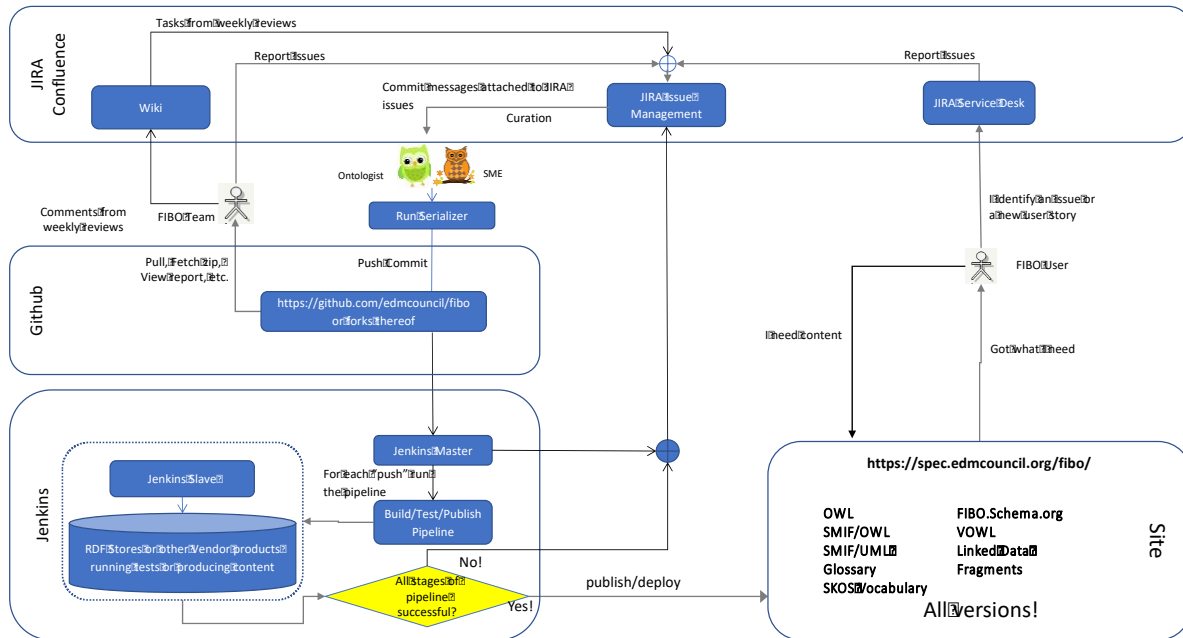 Tasks from weekly reviews
Report Issues
Report Issues
JIRA
Confluence
Wiki
Commit messages attached to JIRA
issues
Curation
JIRA Issue
Management
JIRA Service Desk
Ontologist
SME
FIBO Team
Comments from
weekly reviews
Run Serializer
I Identify an issue or
a new user story
FIBO User
Pull, Fetch zip,
View report, etc.
Push Commit
Github
https://github.com/edmcouncil/fibo
or forks thereof
I need content
Got what I need
Jenkins
Jenkins Master
For each "push" run
the pipeline
Jenkins Slave
Build/Test/Publish
Pipeline
RDF Stores or other Vendor products
running tests or producing content
No!
All stages of
pipeline
successful?
Yes!
publish/deploy
https://spec.edmcouncil.org/fibo/
OWL
SMIF/OWL
SMIF/UML
Glossary
SKOS Vocabulary
FIBO.Schema.org
VOWL
Linked Data
Fragments
All versions!
Site